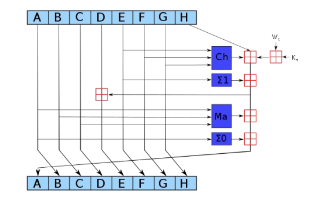 A B C D E F G H
Wt
Ch
Kt
Σ1
Ma
Σ0
A B C D E F G H